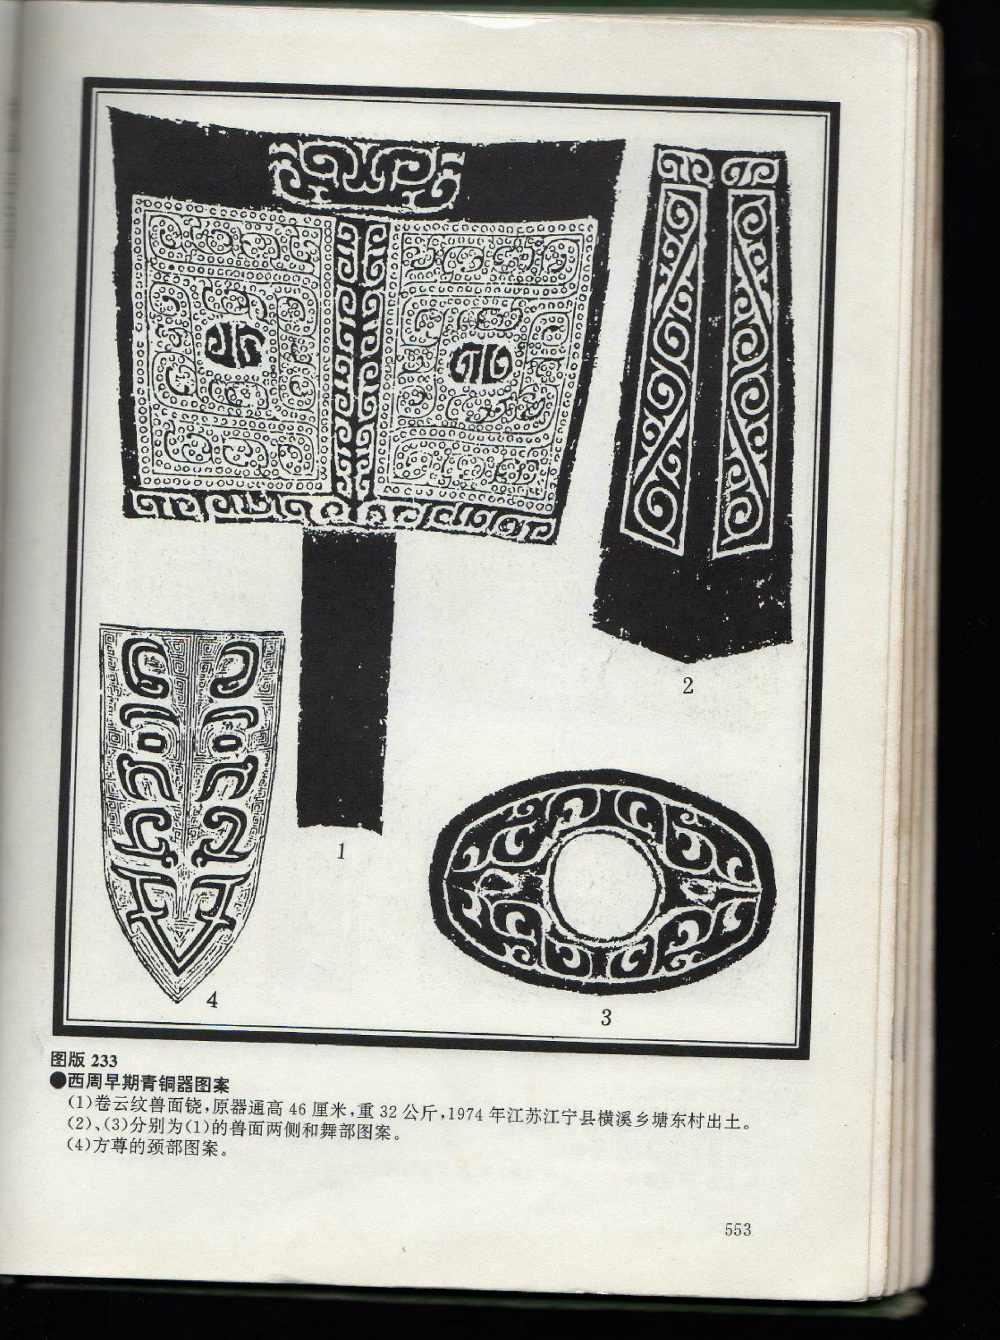 1
2
3
4
图版 233
●西周早期青铜器图案
(1)卷云纹兽面铙,原器通高 46 厘米,重 32 公斤,1974 年江苏江宁县横溪乡塘东村出土。
(2)、(3)分别为(1)的兽面两侧和舞部图案。
(4)方尊的颈部图案。
553